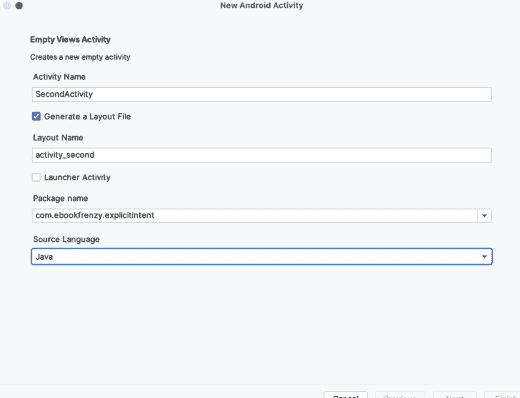 New Android Activity
Empty Views Activity
Creates a new empty activity
Activity Name
SecondActivity
Generate a Layout File
Layout Name
activity_second
Launcher Activity
Package name
com.ebookfrenzy.explicitintent
Source Language
Java
Cancel